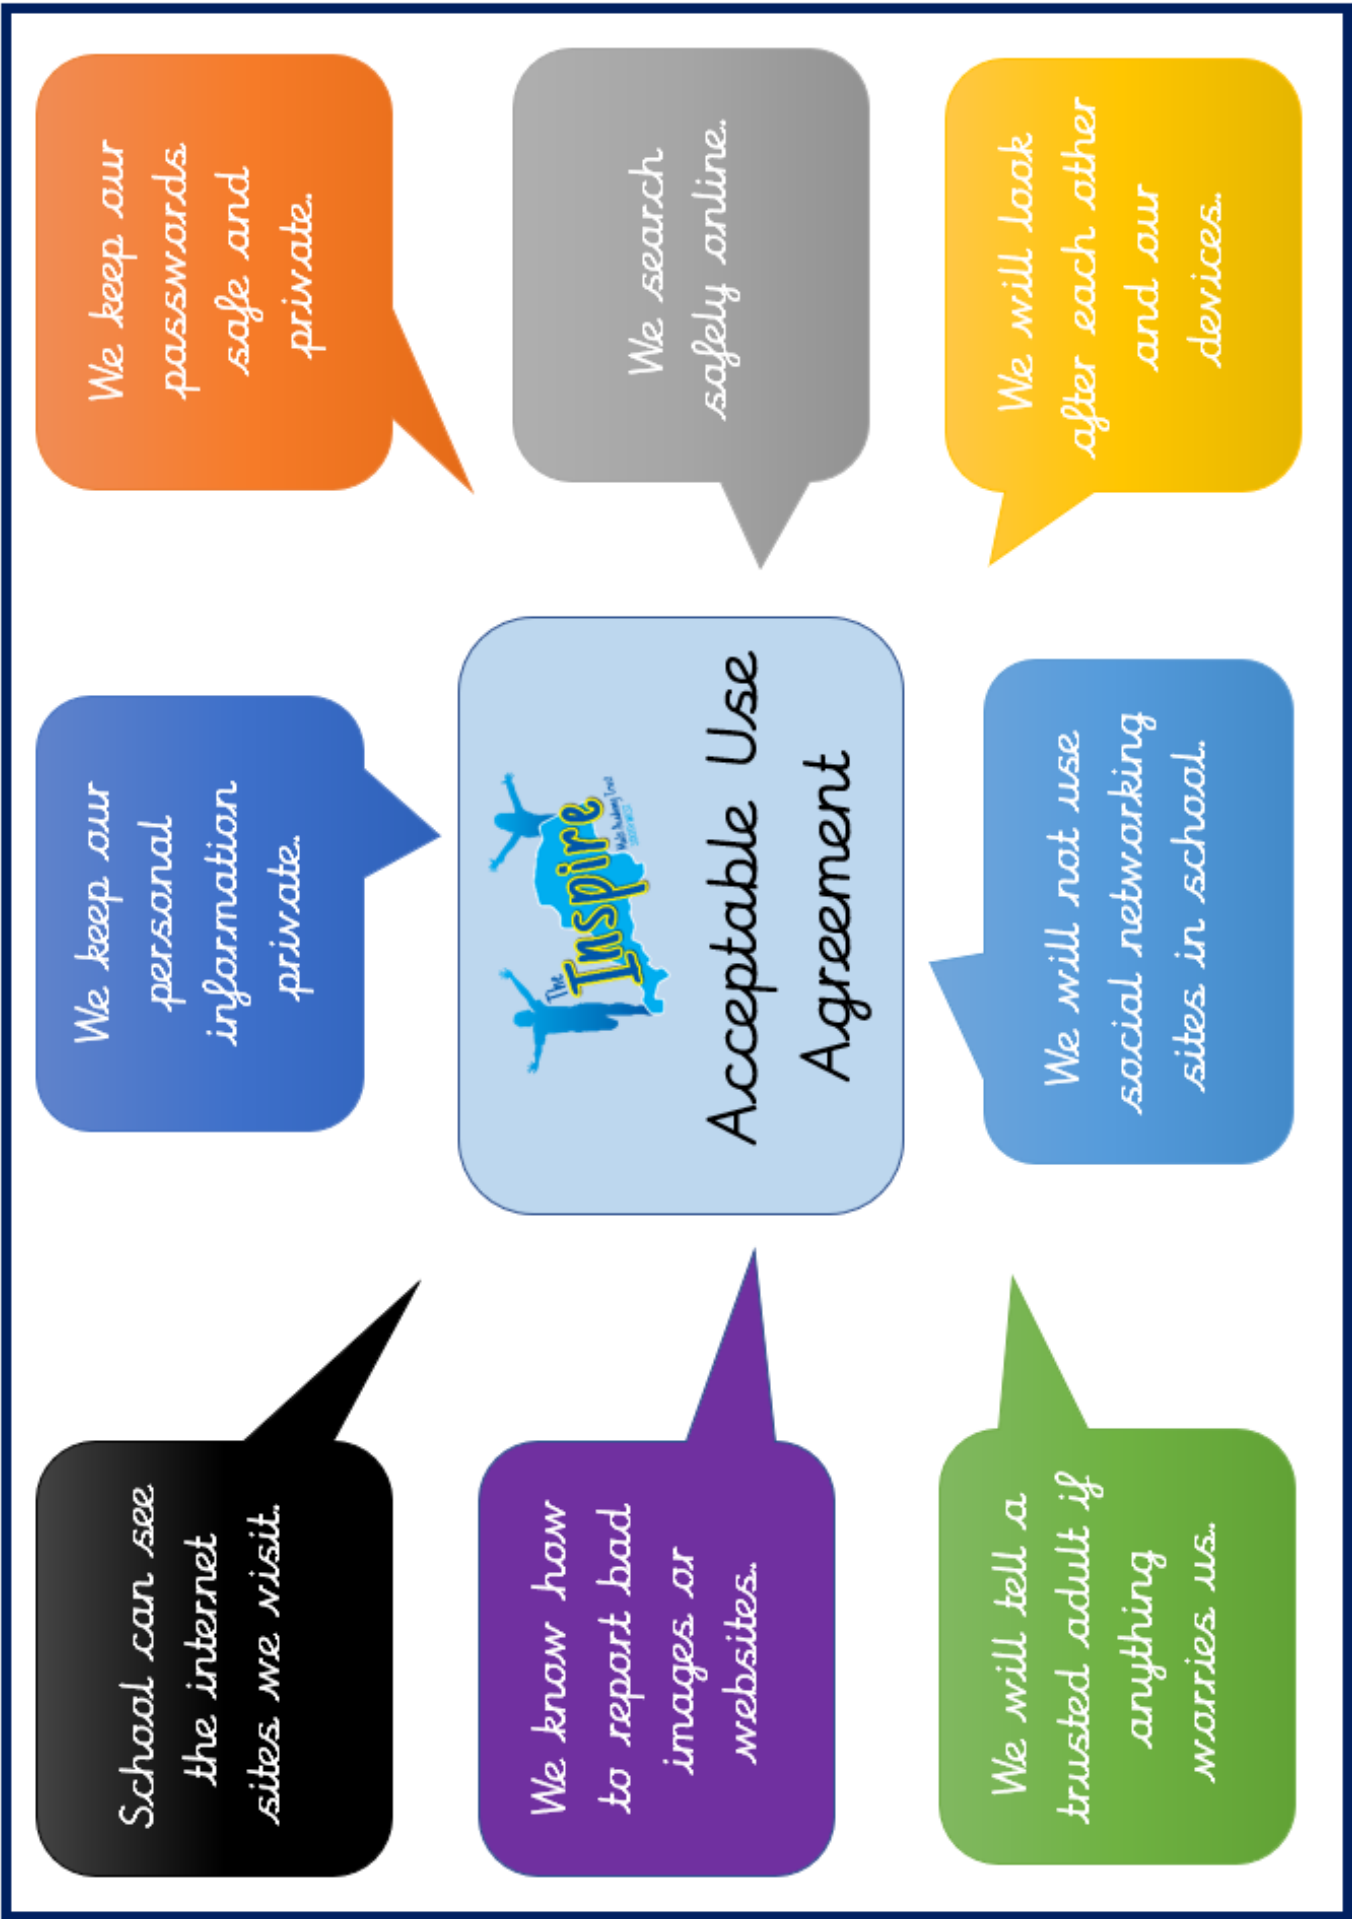 School can see
the internet
sites we visit.
We keep our
personal
information
private.
We keep our
passwords
safe and
private.
We know how
to report bad
images or
websites.
The
Inspire
Multi Academy Trust
Acceptable Use
Agreement
We search
safely online.
We will tell a
trusted adult if
anything
worries us.
We will not use
social networking
sites in school.
We will look
after each other
and our
devices.